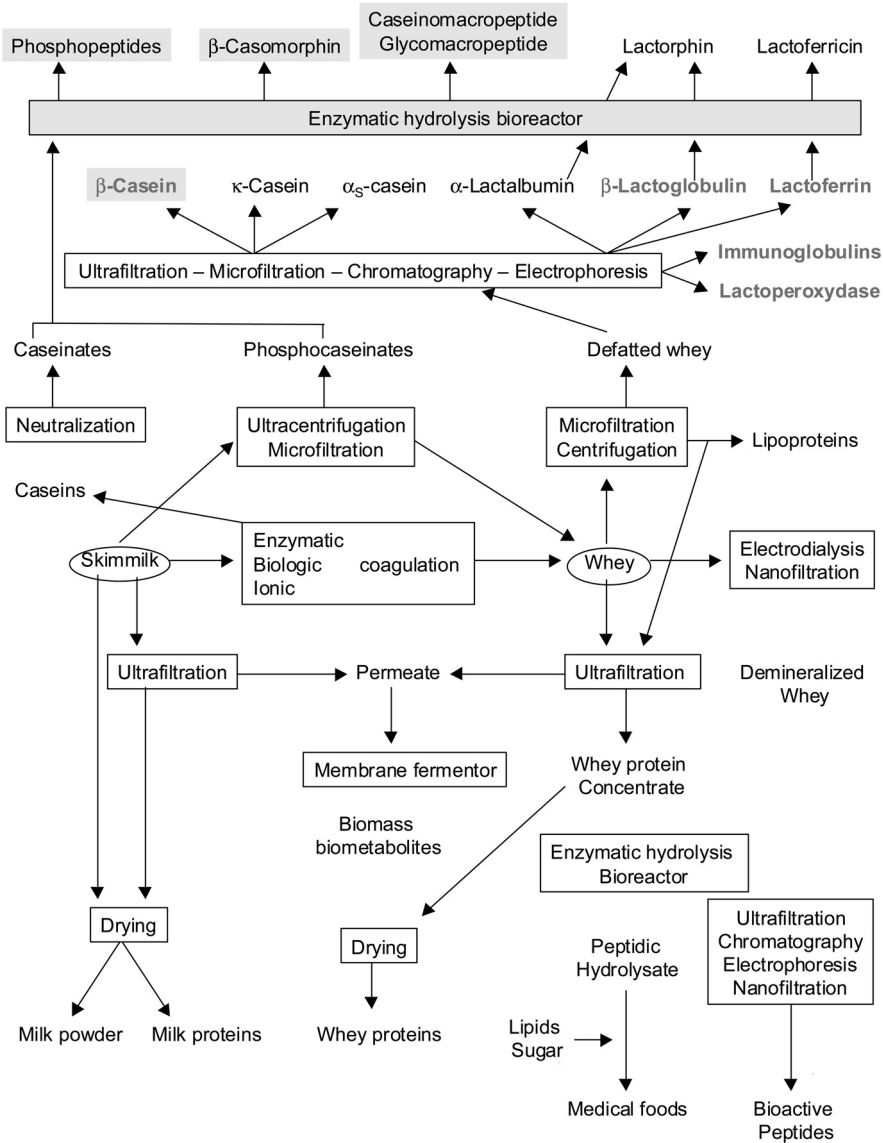 Phosphopeptides
β-Casomorphin
Caseinomacropeptide
Glycomacropeptide
Lactorphin
Lactoferricin
Enzymatic hydrolysis bioreactor
β-Casein
κ-Casein
αS-casein
α-Lactalbumin
β-Lactoglobulin
Lactoferrin
Ultrafiltration – Microfiltration – Chromatography – Electrophoresis
Immunoglobulins
Lactoperoxydase
Caseinates
Phosphocaseinates
Defatted whey
Neutralization
Ultracentrifugation
Microfiltration
Microfiltration
Centrifugation
Lipoproteins
Caseins
Skimmilk
Enzymatic
Biologic coagulation
Ionic
Whey
Electrodialysis
Nanofiltration
Ultrafiltration
Permeate
Ultrafiltration
Demineralized
Whey
Membrane fermentor
Whey protein
Concentrate
Biomass
biometabolites
Enzymatic hydrolysis
Bioreactor
Drying
Drying
Peptidic
Hydrolysate
Ultrafiltration
Chromatography
Electrophoresis
Nanofiltration
Milk powder
Milk proteins
Whey proteins
Lipids
Sugar
Medical foods
Bioactive
Peptides